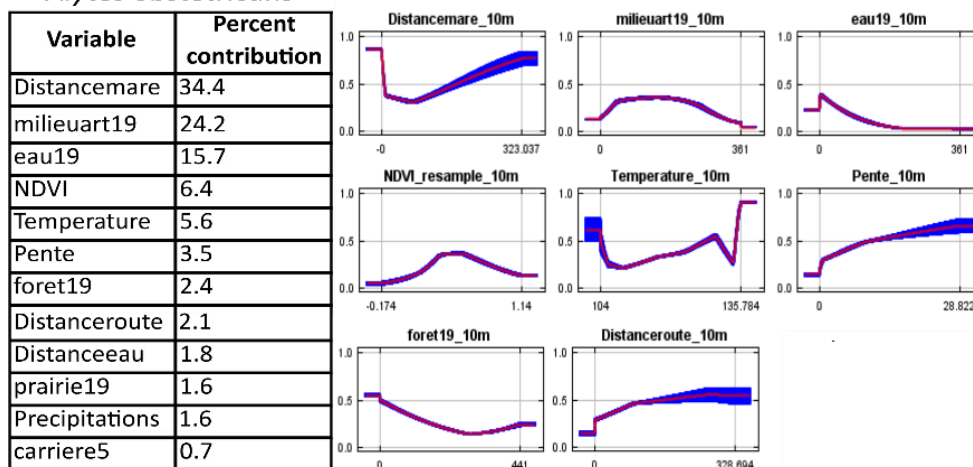 Variable Percent contribution
Distancemare 34.4
milieuart19 24.2
eau19 15.7
NDVI 6.4
Temperature 5.6
Pente 3.5
foret19 2.4
Distanceroute 2.1
Distanceeau 1.8
prairie19 1.6
Precipitations 1.6
carriere5 0.7
Distancemare_10m
1.0
0.5
0.0
-0 323.037
milieuart19_10m
1.0
0.5
0.0
0 361
eau19_10m
1.0
0.5
0.0
0 361
NDVI_resample_10m
1.0
0.5
0.0
-0.174 1.14
Temperature_10m
1.0
0.5
0.0
104 135.784
Pente_10m
1.0
0.5
0.0
0 28.822
foret19_10m
1.0
0.5
0.0
0 441
Distanceroute_10m
1.0
0.5
0.0
0 328.694